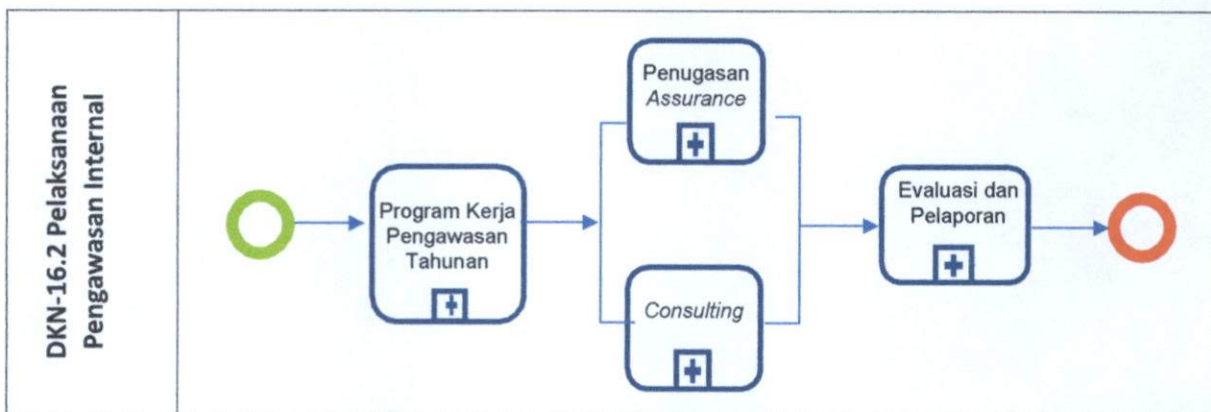 DKN-16.2 Pelaksanaan
Pengawasan Internal
Program Kerja
Pengawasan
Tahunan
Penugasan
Assurance
Consulting
Evaluasi dan
Pelaporan